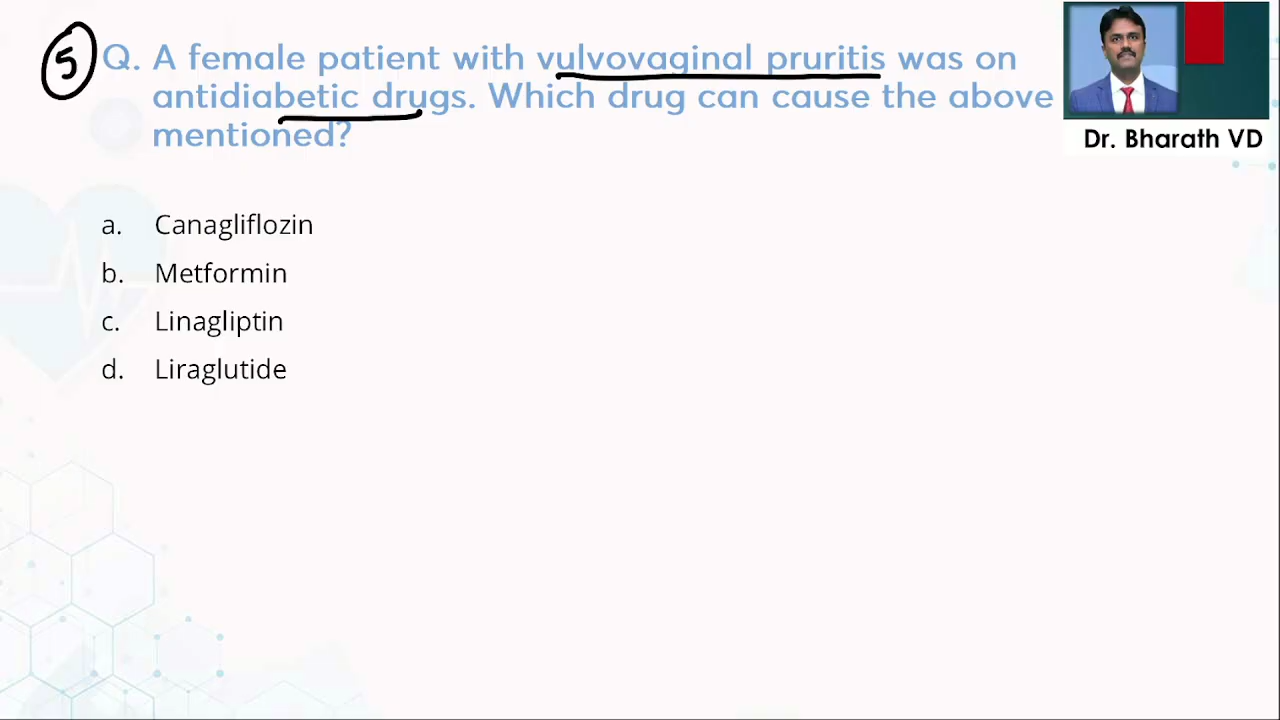 5 Q. A female patient with vulvovaginal pruritis was on
antidiabetic drugs. Which drug can cause the above
mentioned?
Dr. Bharath VD
a. Canagliflozin
b. Metformin
c. Linagliptin
d. Liraglutide